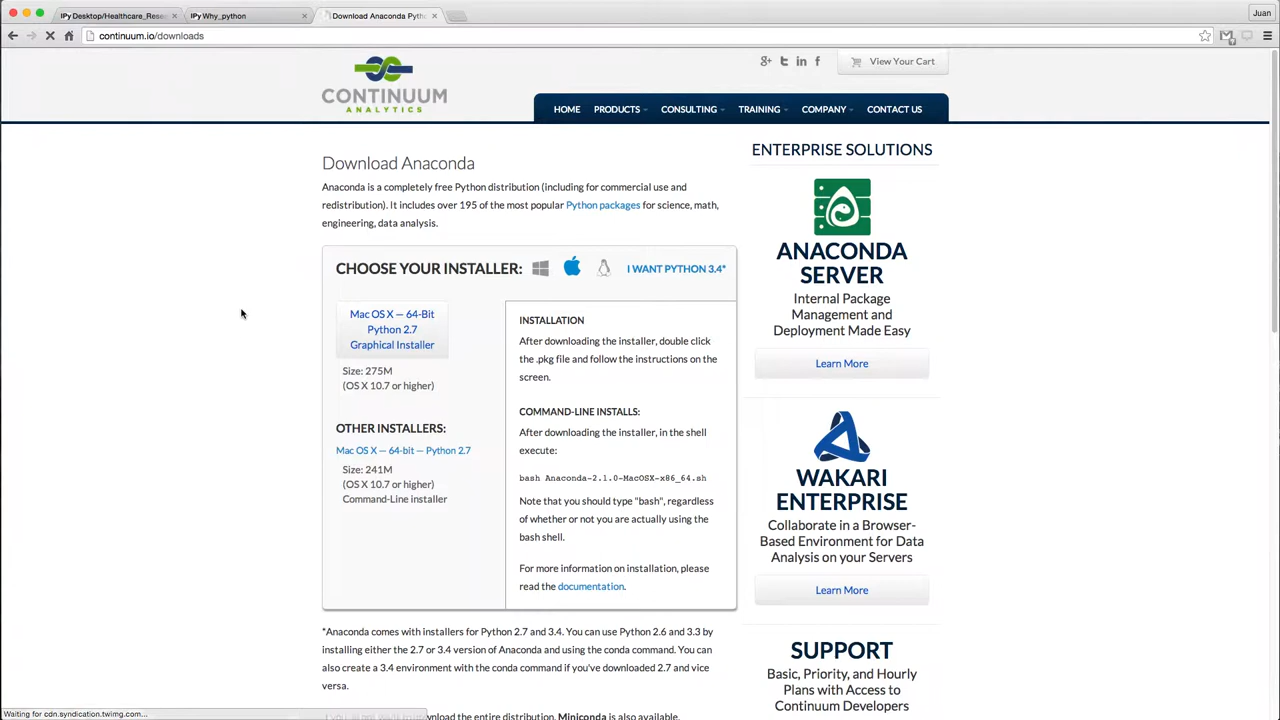 IPy Desktop/Healthcare_Rese
IPy Why_python
Download Anaconda Pyth
Juan
continuum.io/downloads
View Your Cart
CONTINUUM
ANALYTICS
HOME PRODUCTS CONSULTING TRAINING COMPANY CONTACT US
Download Anaconda
Anaconda is a completely free Python distribution (including for commercial use and
redistribution). It includes over 195 of the most popular Python packages for science, math,
engineering, data analysis.
CHOOSE YOUR INSTALLER:
I WANT PYTHON 3.4*
Mac OS X — 64-Bit
Python 2.7
Graphical Installer
Size: 275M
(OS X 10.7 or higher)
OTHER INSTALLERS:
Mac OS X — 64-bit — Python 2.7
Size: 241M
(OS X 10.7 or higher)
Command-Line installer
INSTALLATION
After downloading the installer, double click
the .pkg file and follow the instructions on the
screen.
COMMAND-LINE INSTALLS:
After downloading the installer, in the shell
execute:
bash Anaconda-2.1.0-MacOSX-x86_64.sh
Note that you should type "bash", regardless
of whether or not you are actually using the
bash shell.
For more information on installation, please
read the documentation.
*Anaconda comes with installers for Python 2.7 and 3.4. You can use Python 2.6 and 3.3 by
installing either the 2.7 or 3.4 version of Anaconda and using the conda command. You can
also create a 3.4 environment with the conda command if you've downloaded 2.7 and vice
versa.
download the entire distribution, Miniconda is also available.
ENTERPRISE SOLUTIONS
ANACONDA
SERVER
Internal Package
Management and
Deployment Made Easy
Learn More
WAKARI
ENTERPRISE
Collaborate in a Browser-
Based Environment for Data
Analysis on your Servers
Learn More
SUPPORT
Basic, Priority, and Hourly
Plans with Access to
Continuum Developers
Waiting for cdn.syndication.twimg.com...